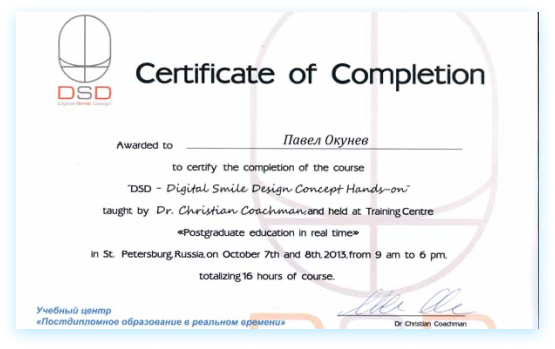 DSD
Digital Smile Design
Certificate of Completion
Awarded to Павел Окунев
to certify the completion of the course
"DSD - Digital Smile Design Concept Hands-on"
taught by Dr. Christian Coachman, and held at Training Centre
«Postgraduate education in real time»
in St. Petersburg, Russia, on October 7th and 8th, 2013, from 9 am to 6 pm,
totalizing 16 hours of course.
Учебный центр
«Постдипломное образование в реальном времени»
Dr Christian Coachman
DSD